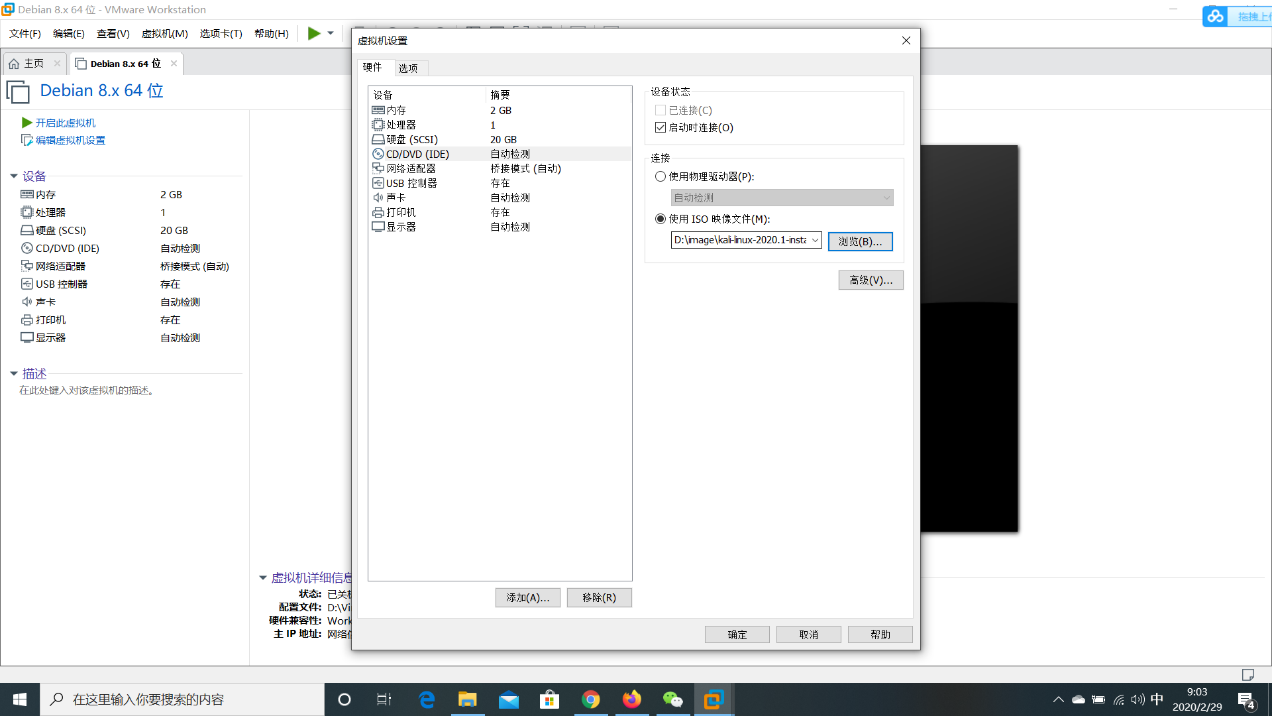 Debian 8.x 64 位 - VMware Workstation
拖拽上传
文件(F) 编辑(E) 查看(V) 虚拟机(M) 选项卡(T) 帮助(H)
主页 Debian 8.x 64 位
Debian 8.x 64 位
开启此虚拟机
编辑虚拟机设置
设备
内存 2 GB
处理器 1
硬盘 (SCSI) 20 GB
CD/DVD (IDE) 自动检测
网络适配器 桥接模式 (自动)
USB 控制器 存在
声卡 自动检测
打印机 存在
显示器 自动检测
描述
在此处键入对该虚拟机的描述。
虚拟机详细信息
状态: 已关
配置文件: D:\Vi
硬件兼容性: Work
主 IP 地址: 网络信
虚拟机设置
硬件 选项
设备 摘要
内存 2 GB
处理器 1
硬盘 (SCSI) 20 GB
CD/DVD (IDE) 自动检测
网络适配器 桥接模式 (自动)
USB 控制器 存在
声卡 自动检测
打印机 存在
显示器 自动检测
添加(A)... 移除(R)
设备状态
已连接(C)
启动时连接(O)
连接
使用物理驱动器(P):
自动检测
使用 ISO 映像文件(M):
D:\image\kali-linux-2020.1-insta 浏览(B)...
高级(V)...
确定 取消 帮助
在这里输入你要搜索的内容
中
9:03
2020/2/29
4